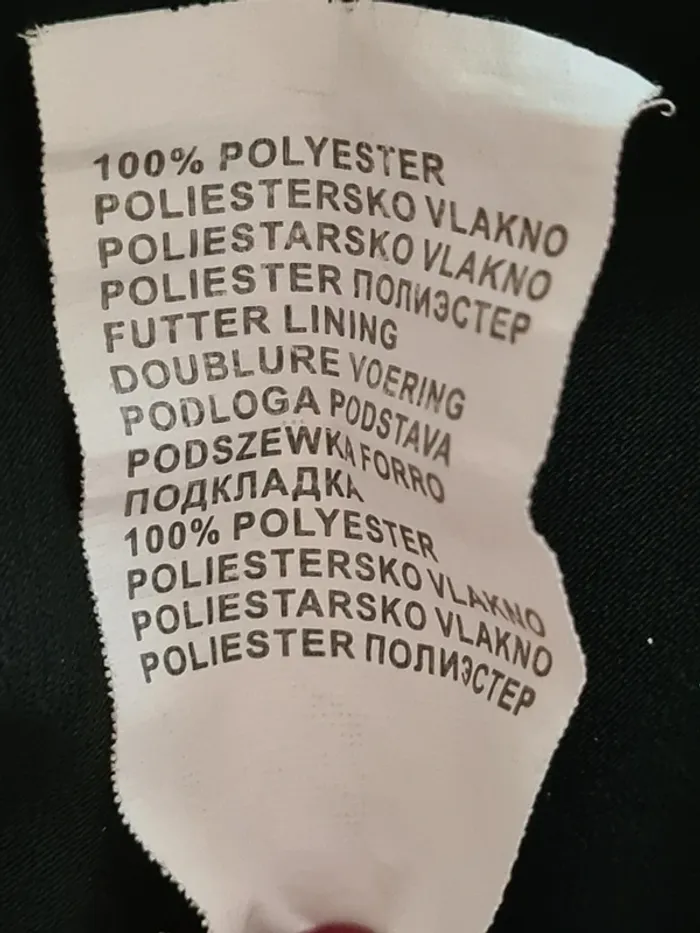 100% POLYESTER
POLIESTERSKO VLAKNO
POLIESTARSKO VLAKNO
POLIESTER ПОЛИЭСТЕР
FUTTER LINING
DOUBLURE VOERING
PODLOGA PODSTAVA
PODSZEWKA FORRO
ПОДКЛАДКА
100% POLYESTER
POLIESTERSKO VLAKNO
POLIESTARSKO VLAKNO
POLIESTER ПОЛИЭСТЕР